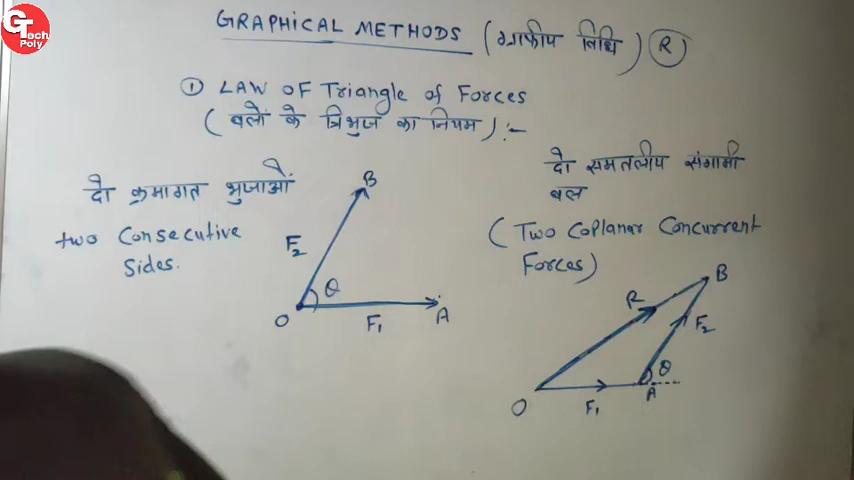 GTech
Poly
GRAPHICAL METHODS (ग्राफीय विधि) R
① LAW OF Triangle of Forces
(बलों के त्रिभुज का नियम) :-
दो क्रमागत भुजाओं
two Consecutive
Sides.
B
F₂
θ
O
F₁
A
दो समतलीय संगामी
बल
(Two Coplanar Concurrent
Forces)
B
R
F₂
θ
O
F₁
A